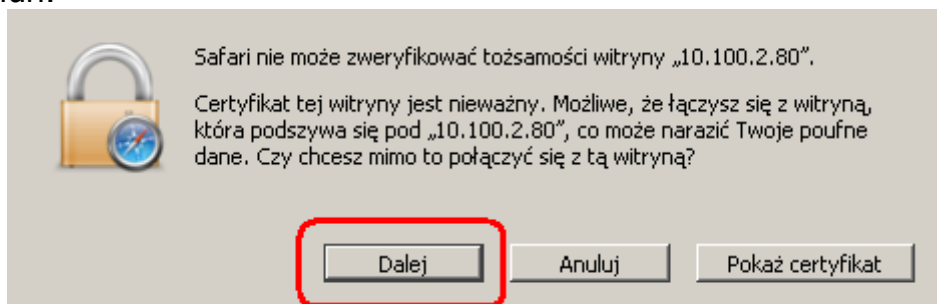 Safari nie może zweryfikować tożsamości witryny „10.100.2.80”.
Certyfikat tej witryny jest nieważny. Możliwe, że łączysz się z witryną,
która podszywa się pod „10.100.2.80”, co może narazić Twoje poufne
dane. Czy chcesz mimo to połączyć się z tą witryną?
Dalej
Anuluj
Pokaż certyfikat